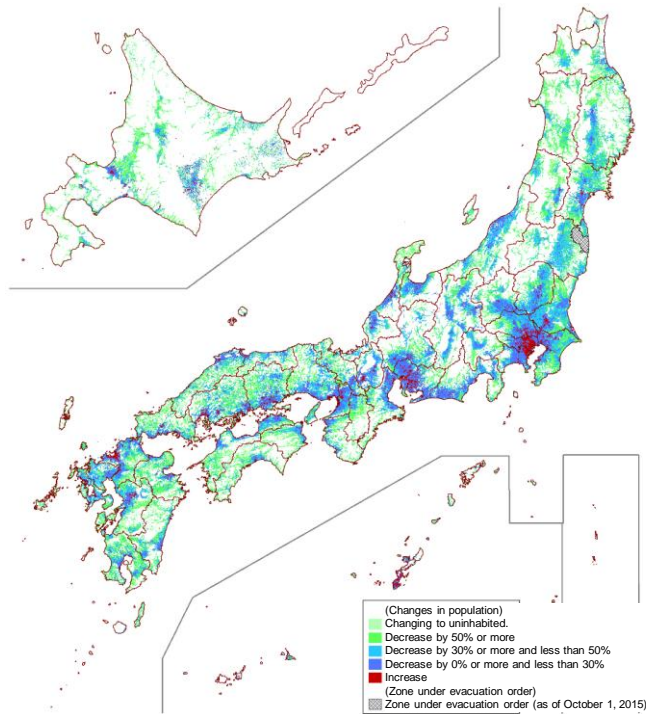 (Changes in population)
Changing to uninhabited.
Decrease by 50% or more
Decrease by 30% or more and less than 50%
Decrease by 0% or more and less than 30%
Increase
(Zone under evacuation order)
Zone under evacuation order (as of October 1, 2015)